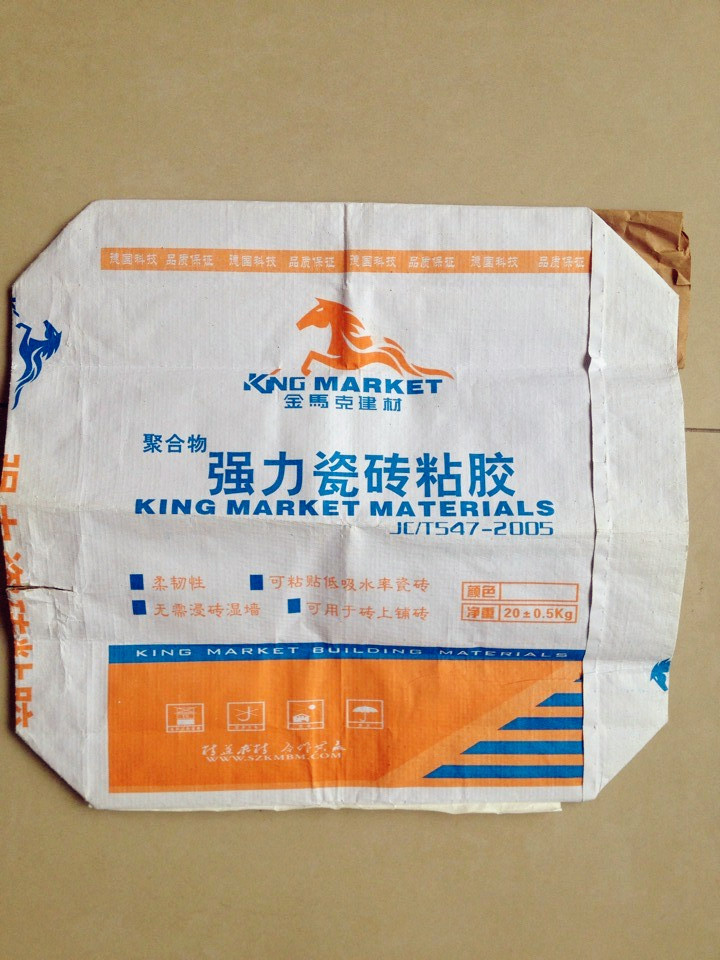 德国科技 品质保证 德国科技 品质保证 德国科技 品质保证 德国科技 品质保证
KING MARKET
金馬克建材
聚合物
强力瓷砖粘胶
KING MARKET MATERIALS
JC/T547-2005
柔韧性 可粘贴低吸水率瓷砖
无需浸砖湿墙 可用于砖上铺砖
颜色
净重 20±0.5Kg
KING MARKET BUILDING MATERIALS
WWW.SZKMBM.COM